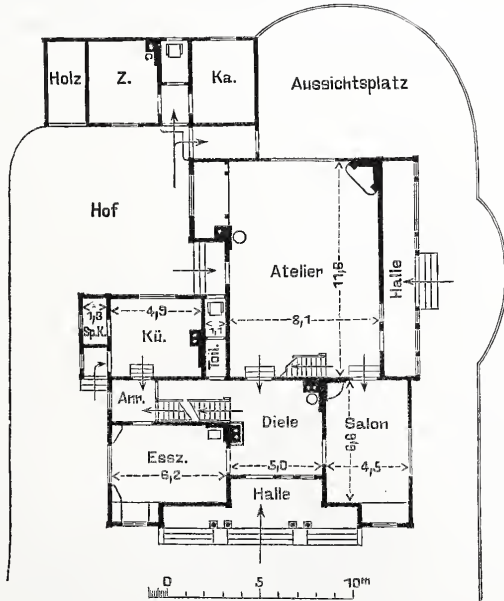 Holz
Z.
Ka.
Aussichtsplatz
Hof
Atelier
11,8
8,1
Halle
1,8
Sp.K.
4,9
Kü.
1,1
Toil.
Anr.
Diele
5,0
Salon
6,6
4,5
Essz.
6,2
Halle
0 5 10m